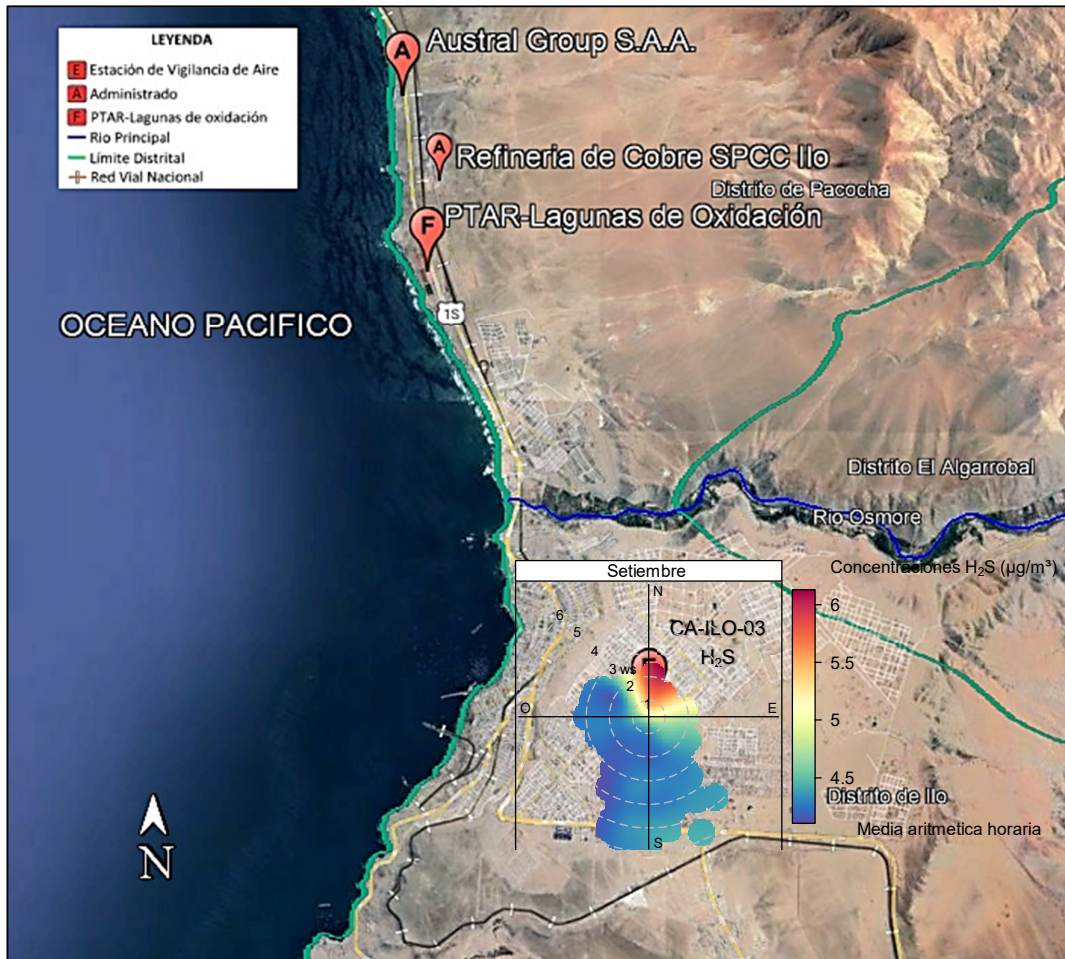 LEYENDA
E Estación de Vigilancia de Aire
A Administrado
F PTAR-Lagunas de oxidación
Rio Principal
Límite Distrital
Red Vial Nacional
A Austral Group S.A.A.
A Refineria de Cobre SPCC Ilo
Distrito de Pacocha
F PTAR-Lagunas de Oxidación
1S
OCEANO PACIFICO
Distrito El Algarrobal
Rio Osmore
Setiembre
Concentraciones H₂S (µg/m³)
N
CA-ILO-03
H₂S
6
5
4
3 ws
2
1
O
E
S
6
5.5
5
4.5
Distrito de Ilo
Media aritmetica horaria
N